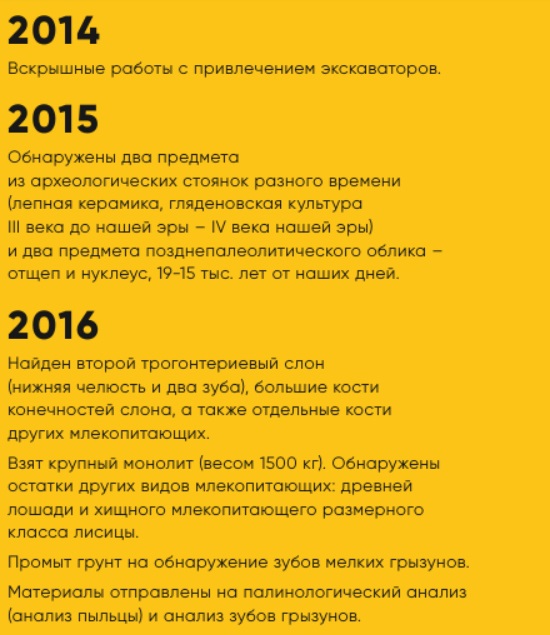 2014
Вскрышные работы с привлечением экскаваторов.
2015
Обнаружены два предмета
из археологических стоянок разного времени
(лепная керамика, гляденовская культура
III века до нашей эры – IV века нашей эры)
и два предмета позднепалеолитического облика –
отщеп и нуклеус, 19-15 тыс. лет от наших дней.
2016
Найден второй трогонтериевый слон
(нижняя челюсть и два зуба), большие кости
конечностей слона, а также отдельные кости
других млекопитающих.
Взят крупный монолит (весом 1500 кг). Обнаружены
остатки других видов млекопитающих: древней
лошади и хищного млекопитающего размерного
класса лисицы.
Промыт грунт на обнаружение зубов мелких грызунов.
Материалы отправлены на палинологический анализ
(анализ пыльцы) и анализ зубов грызунов.